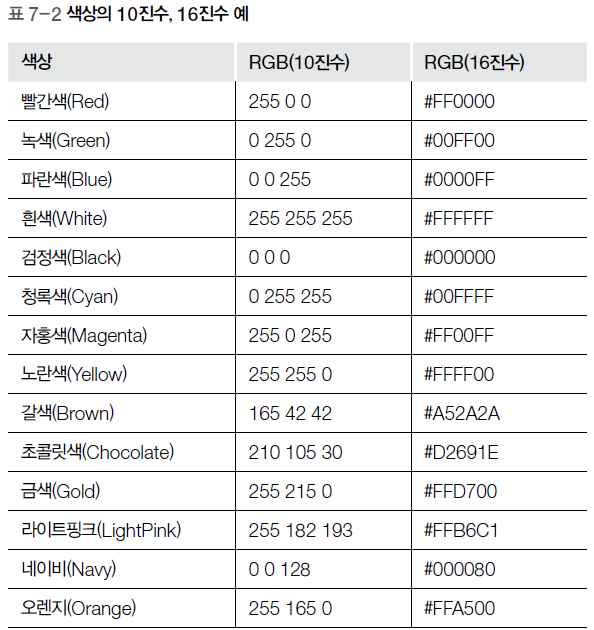 표 7-2 색상의 10진수, 16진수 예
색상 RGB(10진수) RGB(16진수)
빨간색(Red) 255 0 0 #FF0000
녹색(Green) 0 255 0 #00FF00
파란색(Blue) 0 0 255 #0000FF
흰색(White) 255 255 255 #FFFFFF
검정색(Black) 0 0 0 #000000
청록색(Cyan) 0 255 255 #00FFFF
자홍색(Magenta) 255 0 255 #FF00FF
노란색(Yellow) 255 255 0 #FFFF00
갈색(Brown) 165 42 42 #A52A2A
초콜릿색(Chocolate) 210 105 30 #D2691E
금색(Gold) 255 215 0 #FFD700
라이트핑크(LightPink) 255 182 193 #FFB6C1
네이비(Navy) 0 0 128 #000080
오렌지(Orange) 255 165 0 #FFA500